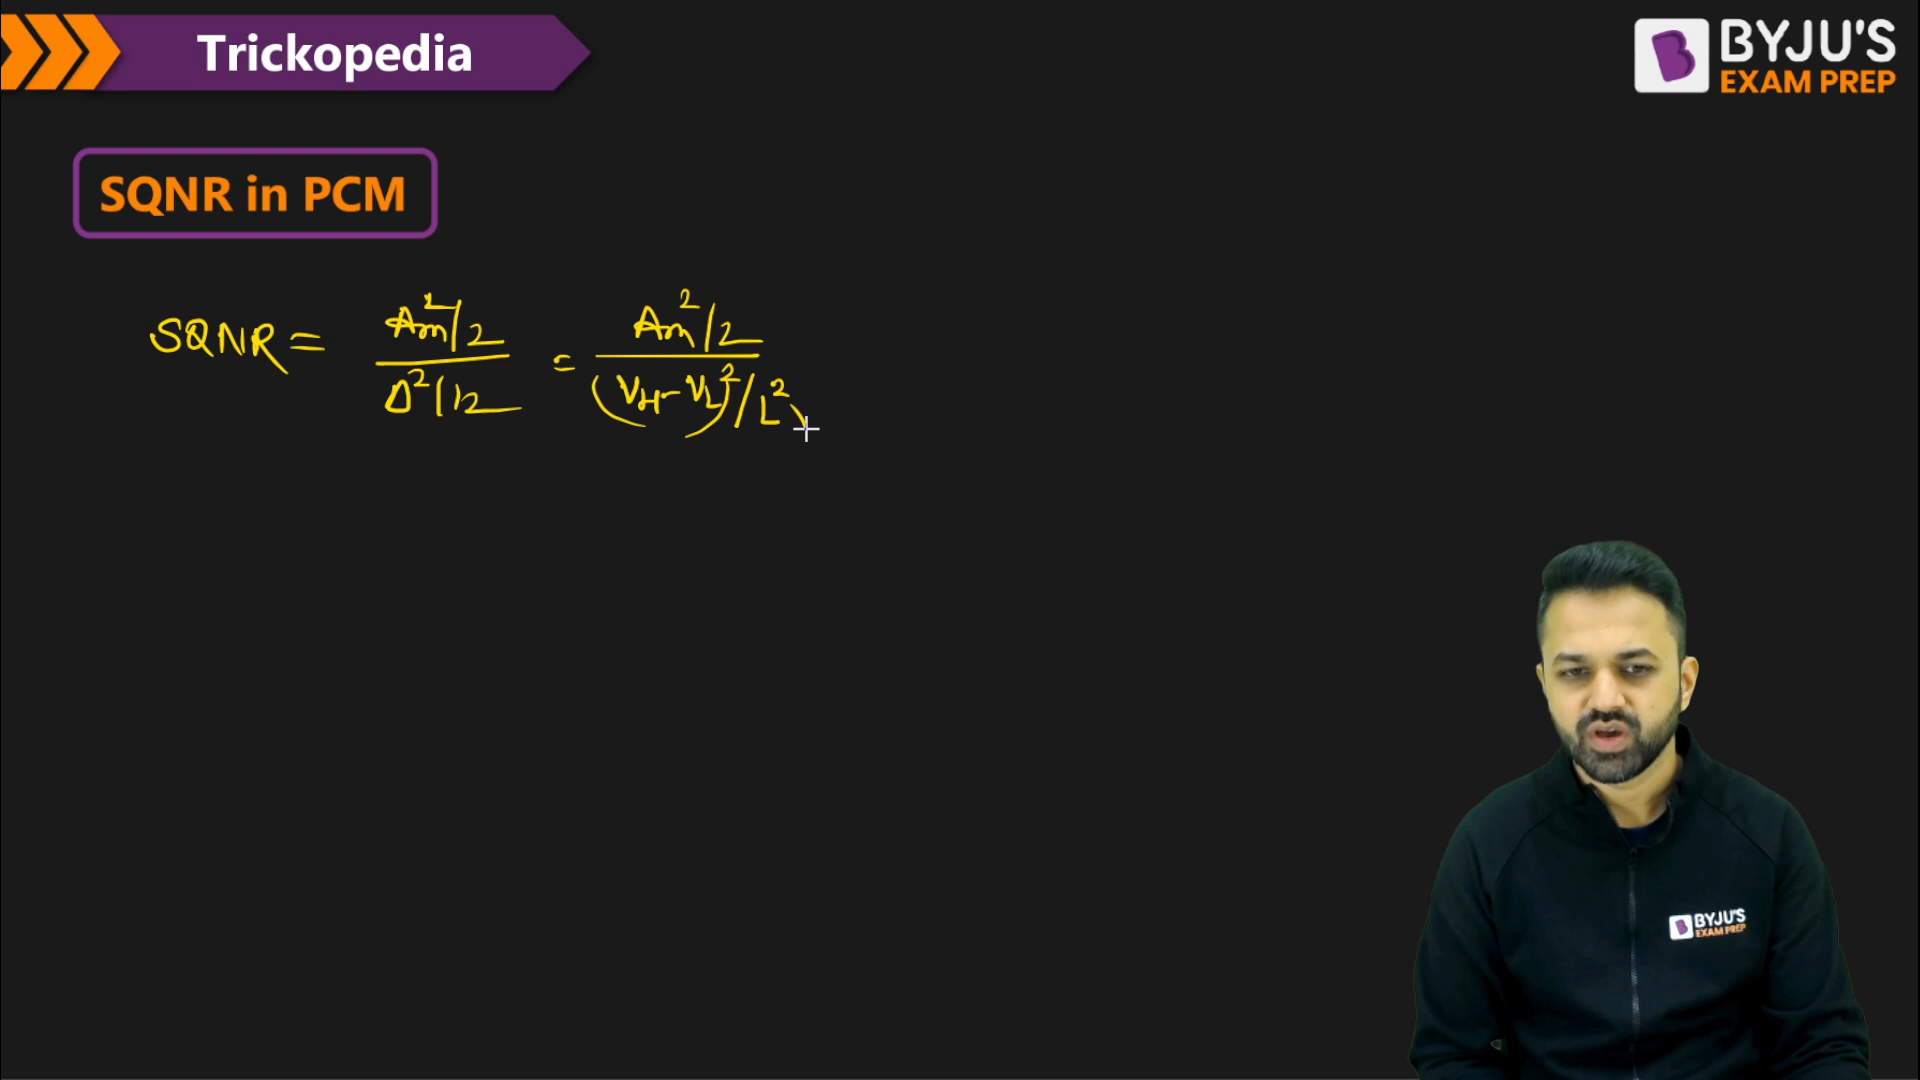 Trickopedia
BYJU'S
EXAM PREP
SQNR in PCM
SQNR = Am²/2 / Δ²/12 = Am²/2 / (VH-VL)²/L²
BYJU'S
EXAM PREP